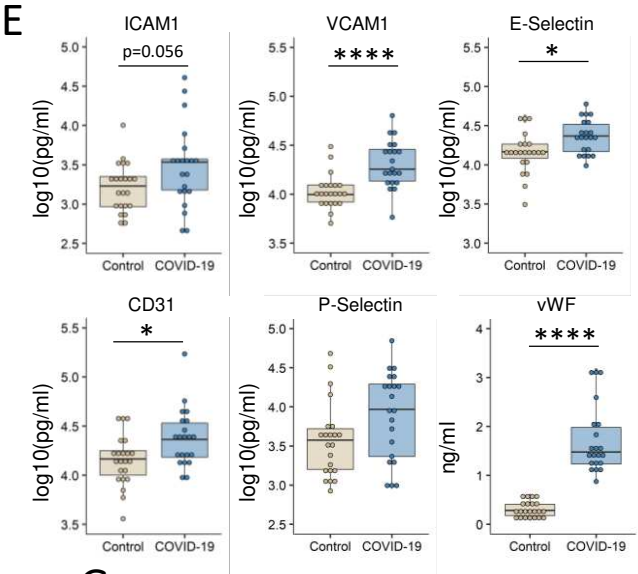 E
ICAM1
p=0.056
log10(pg/ml)
5.0
4.5
4.0
3.5
3.0
2.5
Control COVID-19
VCAM1
****
log10(pg/ml)
5.5
5.0
4.5
4.0
3.5
Control COVID-19
E-Selectin
*
log10(pg/ml)
5.5
5.0
4.5
4.0
3.5
3.0
Control COVID-19
CD31
*
log10(pg/ml)
5.5
5.0
4.5
4.0
3.5
Control COVID-19
P-Selectin
log10(pg/ml)
5.0
4.5
4.0
3.5
3.0
2.5
Control COVID-19
vWF
****
ng/ml
4
3
2
1
0
Control COVID-19